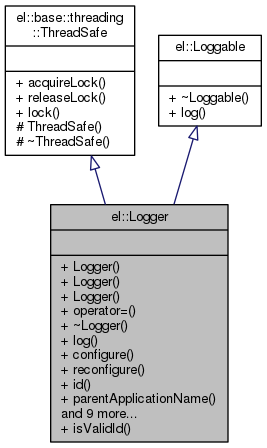 el::base::threading
::ThreadSafe
+ acquireLock()
+ releaseLock()
+ lock()
# ThreadSafe()
# ~ThreadSafe()
el::Loggable
+ ~Loggable()
+ log()
el::Logger
+ Logger()
+ Logger()
+ Logger()
+ operator=()
+ ~Logger()
+ log()
+ configure()
+ reconfigure()
+ id()
+ parentApplicationName()
and 9 more...
+ isValidId()